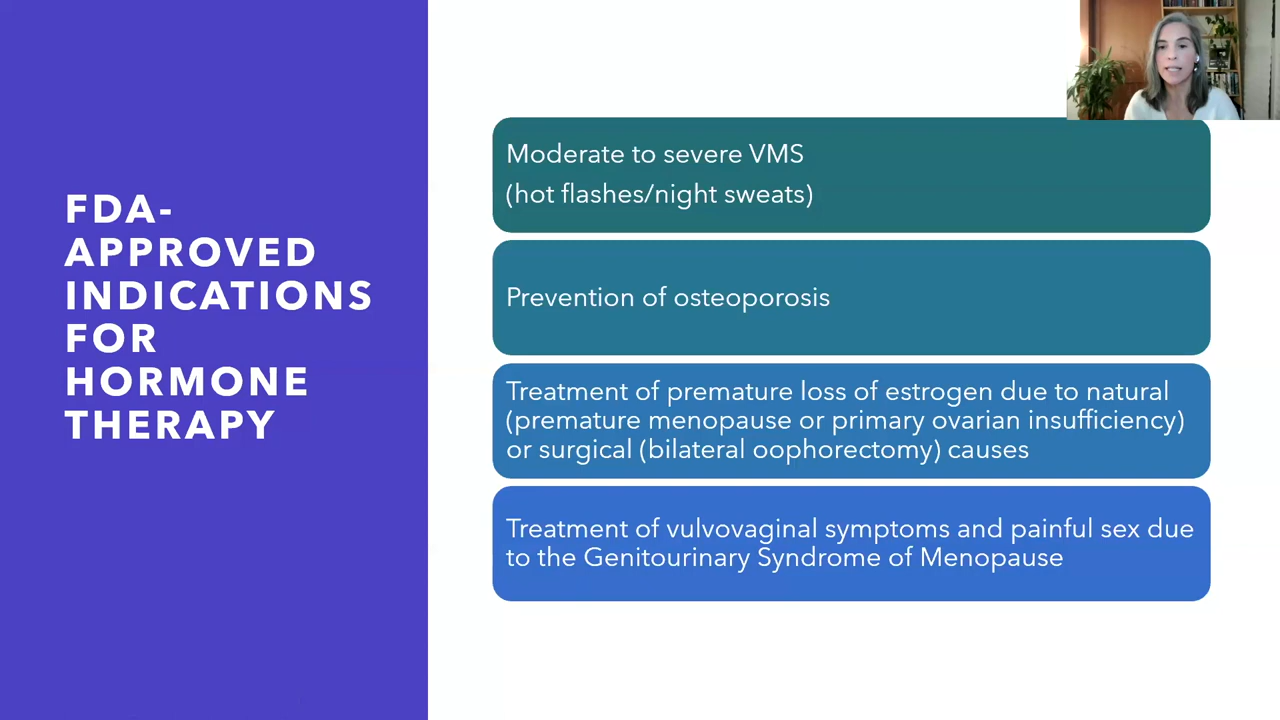 FDA-
APPROVED
INDICATIONS
FOR
HORMONE
THERAPY
Moderate to severe VMS
(hot flashes/night sweats)
Prevention of osteoporosis
Treatment of premature loss of estrogen due to natural
(premature menopause or primary ovarian insufficiency)
or surgical (bilateral oophorectomy) causes
Treatment of vulvovaginal symptoms and painful sex due
to the Genitourinary Syndrome of Menopause